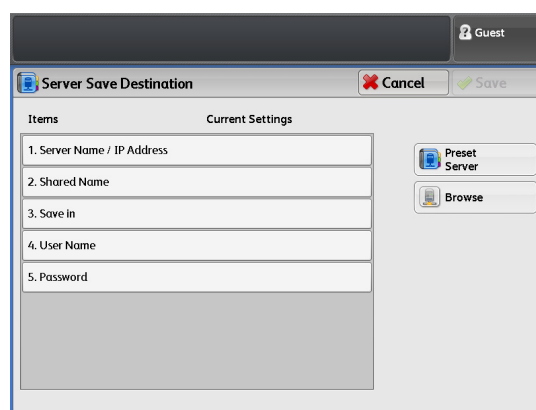 Guest
Server Save Destination
Cancel
Save
Items Current Settings
1. Server Name / IP Address
2. Shared Name
3. Save in
4. User Name
5. Password
Preset
Server
Browse